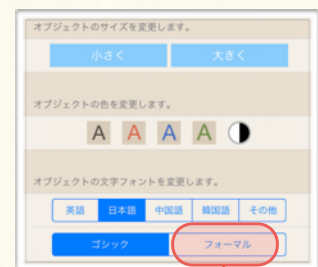 オブジェクトのサイズを変更します。
小さく 大きく
オブジェクトの色を変更します。
A A A A
オブジェクトの文字フォントを変更します。
英語 日本語 中国語 韓国語 その他
ゴシック フォーマル